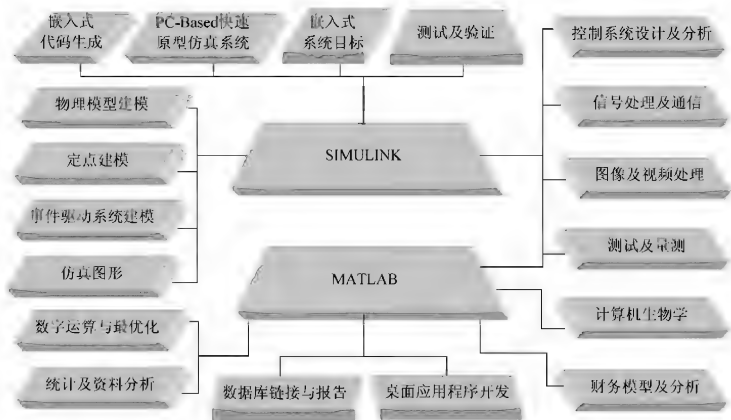 嵌入式
代码生成
PC-Based快速
原型仿真系统
嵌入式
系统目标
测试及验证
控制系统设计及分析
物理模型建模
信号处理及通信
SIMULINK
定点建模
图像及视频处理
事件驱动系统建模
测试及量测
仿真图形
MATLAB
计算机生物学
数字运算与最优化
统计及资料分析
数据库链接与报告
桌面应用程序开发
财务模型及分析